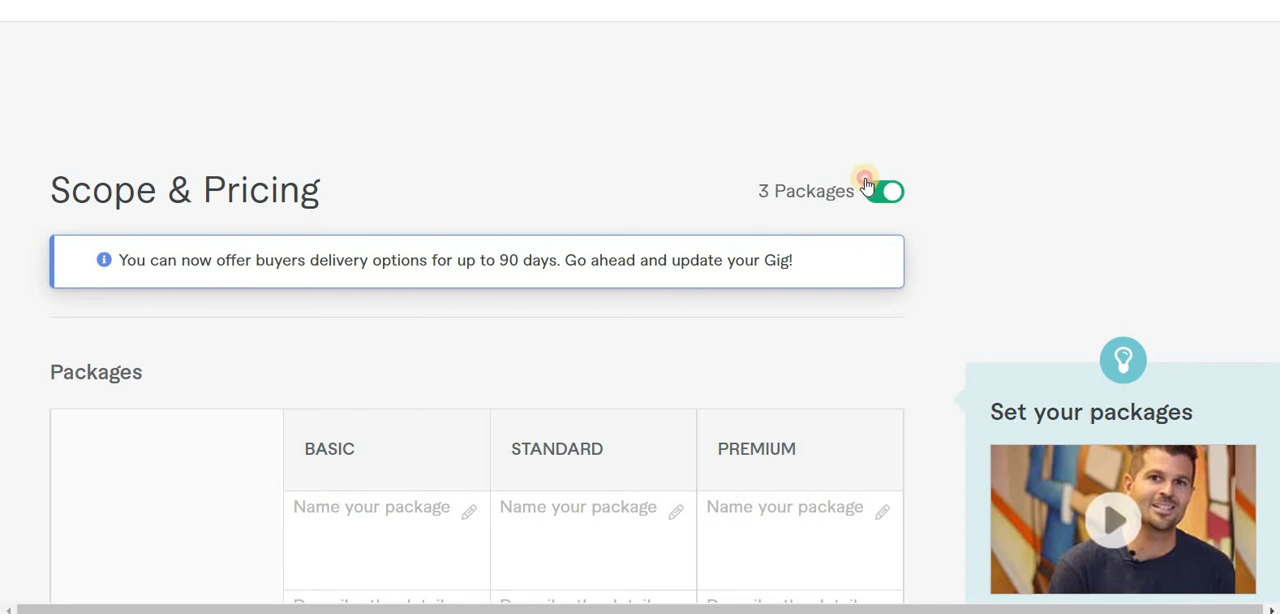 Scope & Pricing
3 Packages
You can now offer buyers delivery options for up to 90 days. Go ahead and update your Gig!
Packages
BASIC
STANDARD
PREMIUM
Name your package
Name your package
Name your package
Set your packages